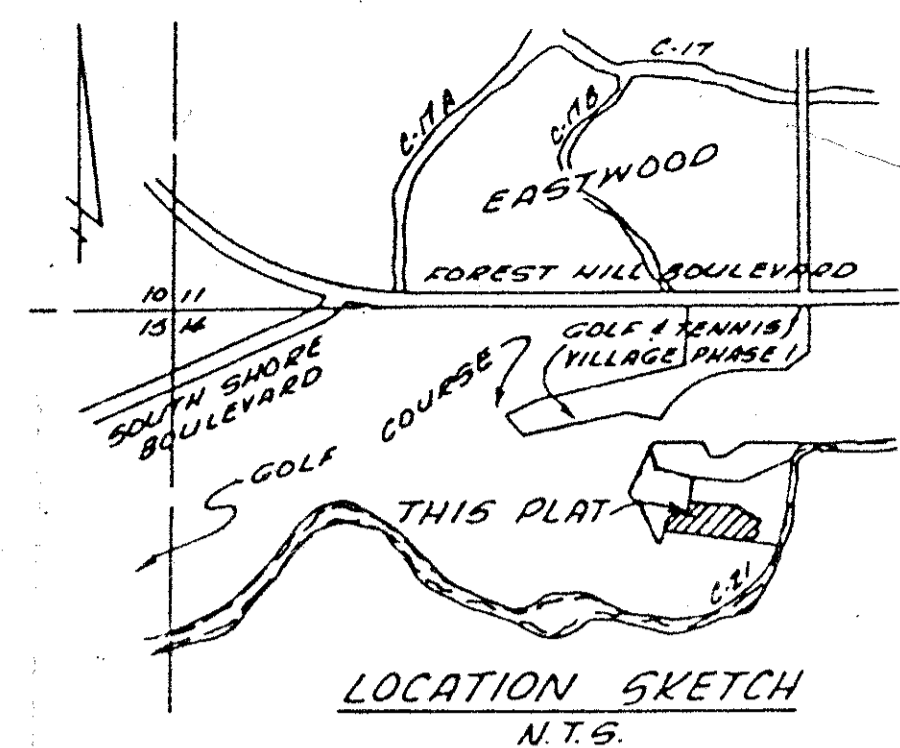 C-17
C-17A
C-17B
EASTWOOD
FOREST HILL BOULEVARD
10 11
15 14
GOLF & TENNIS
VILLAGE PHASE 1
SOUTH SHORE
BOULEVARD
GOLF COURSE
THIS PLAT
C-21
LOCATION SKETCH
N.T.S.